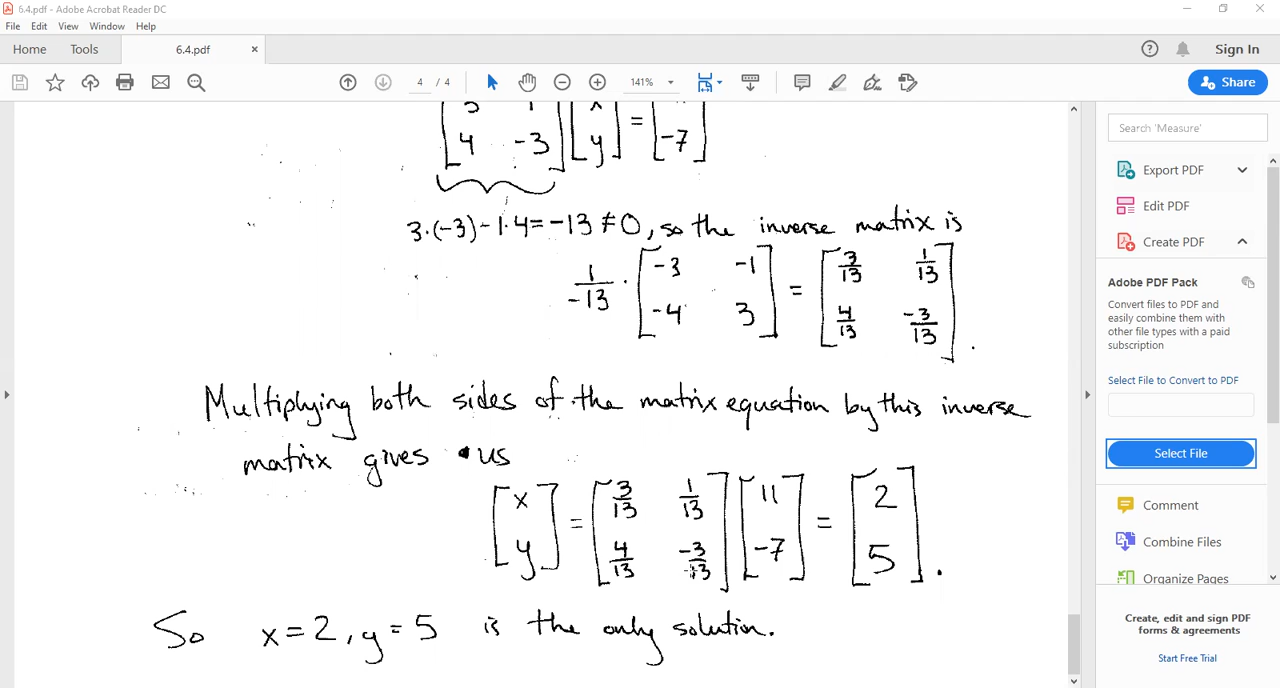 6.4.pdf - Adobe Acrobat Reader DC
File Edit View Window Help
Home Tools 6.4.pdf × ? Sign In
4 / 4 141% Share
[4 -3] [y] = [-7]
3·(-3)-1·4=-13≠0, so the inverse matrix is
1/-13 · [-3 -1; -4 3] = [3/13 1/13; 4/13 -3/13].
Multiplying both sides of the matrix equation by this inverse
matrix gives us
[x; y] = [3/13 1/13; 4/13 -3/13] [11; -7] = [2; 5].
So x=2, y=5 is the only solution.
Search 'Measure'
Export PDF
Edit PDF
Create PDF
Adobe PDF Pack
Convert files to PDF and
easily combine them with
other file types with a paid
subscription
Select File to Convert to PDF
Select File
Comment
Combine Files
Organize Pages
Create, edit and sign PDF
forms & agreements
Start Free Trial